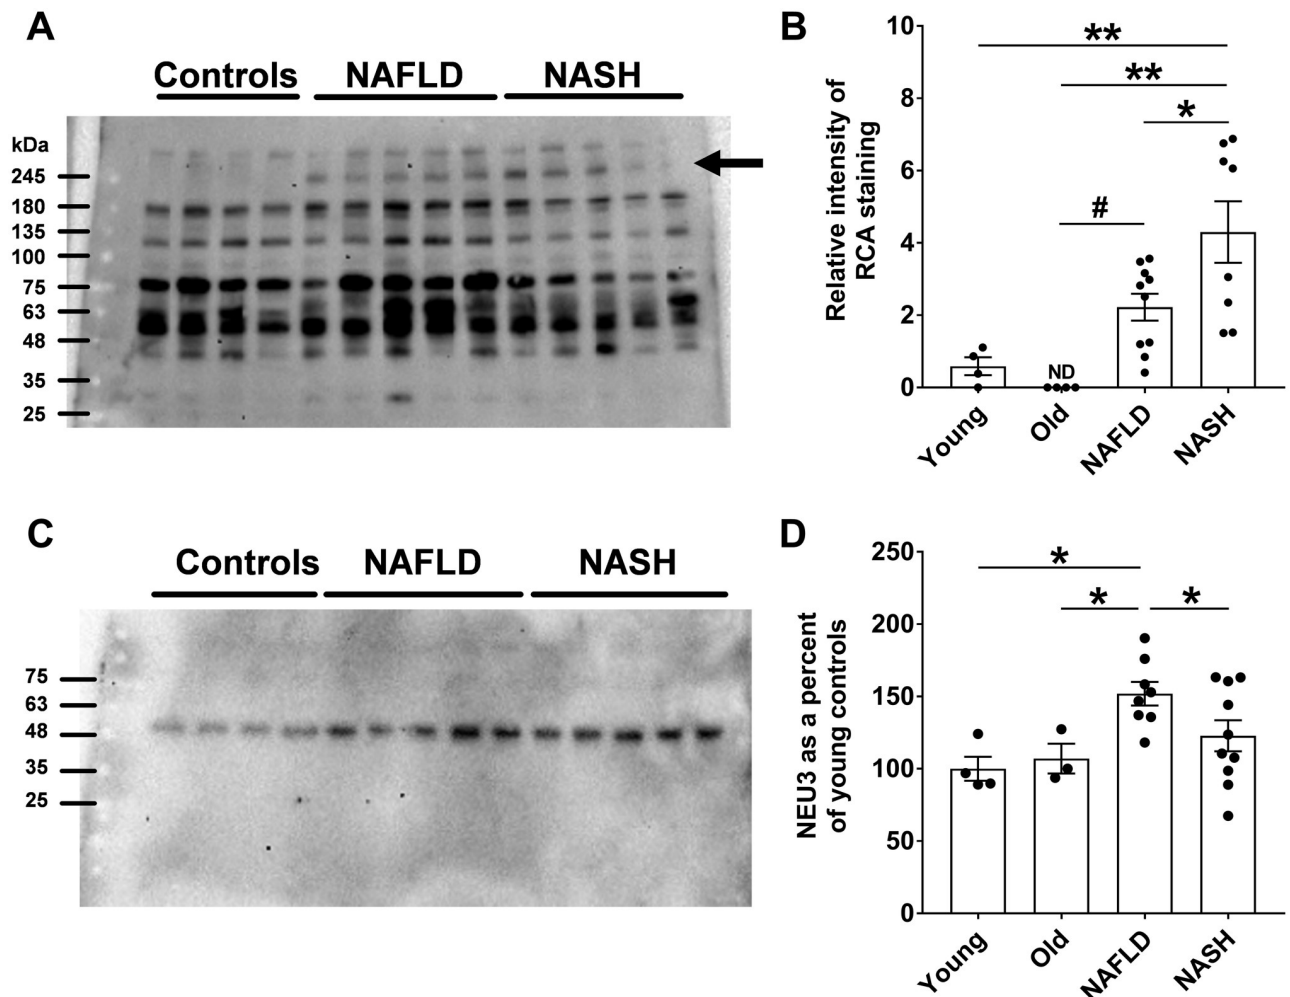 A
Controls NAFLD NASH
kDa
245
180
135
100
75
63
48
35
25
B
Relative intensity of
RCA staining
10
8
6
4
2
0
**
**
*
#
ND
Young Old NAFLD NASH
C
Controls NAFLD NASH
75
63
48
35
25
D
NEU3 as a percent
of young controls
250
200
150
100
50
0
*
* *
Young Old NAFLD NASH